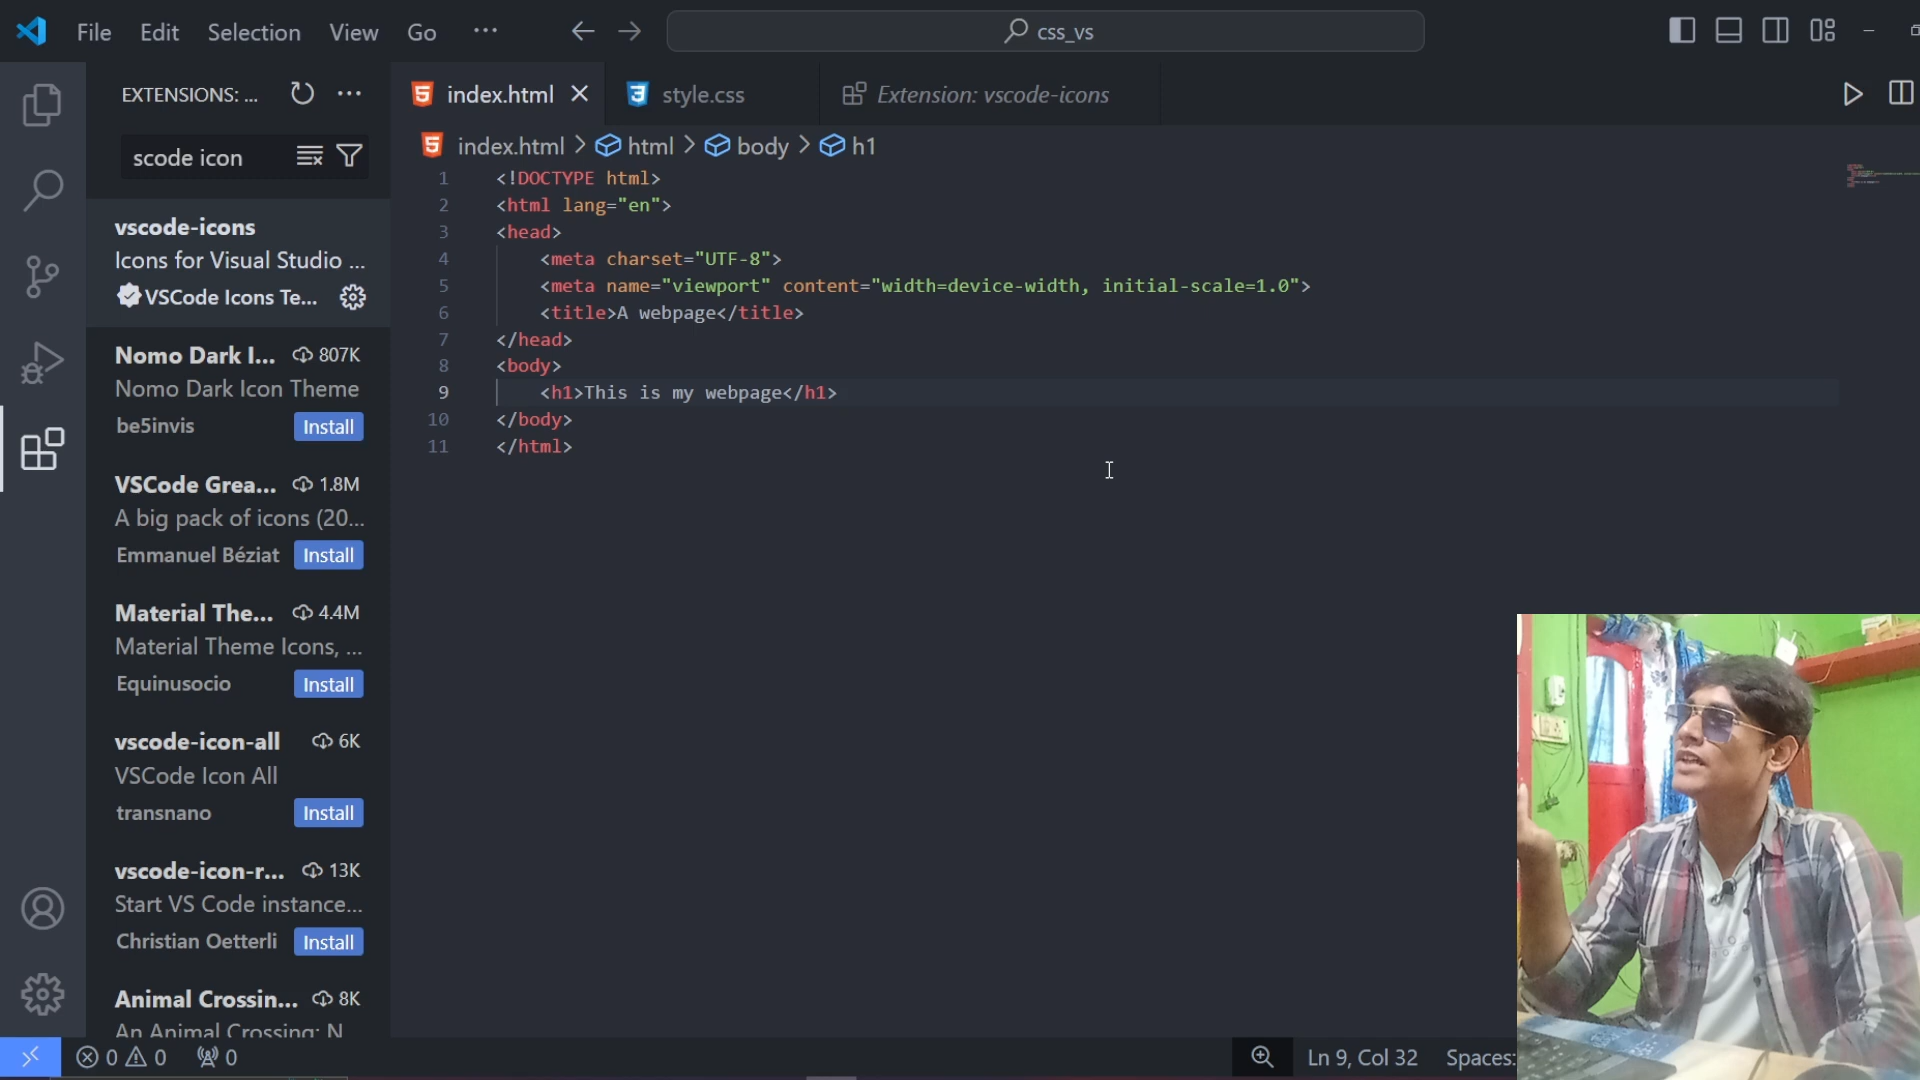 File Edit Selection View Go ··· css_vs
EXTENSIONS: ... ···
scode icon
vscode-icons
Icons for Visual Studio ...
VSCode Icons Te...
Nomo Dark I... 807K
Nomo Dark Icon Theme
be5invis Install
VSCode Grea... 1.8M
A big pack of icons (20...
Emmanuel Béziat Install
Material The... 4.4M
Material Theme Icons, ...
Equinusocio Install
vscode-icon-all 6K
VSCode Icon All
transnano Install
vscode-icon-r... 13K
Start VS Code instance...
Christian Oetterli Install
Animal Crossin... 8K
An Animal Crossing: N
index.html style.css Extension: vscode-icons
index.html > html > body > h1
1 <!DOCTYPE html>
2 <html lang="en">
3 <head>
4 <meta charset="UTF-8">
5 <meta name="viewport" content="width=device-width, initial-scale=1.0">
6 <title>A webpage</title>
7 </head>
8 <body>
9 <h1>This is my webpage</h1>
10 </body>
11 </html>
0 0 0 Ln 9, Col 32 Spaces: